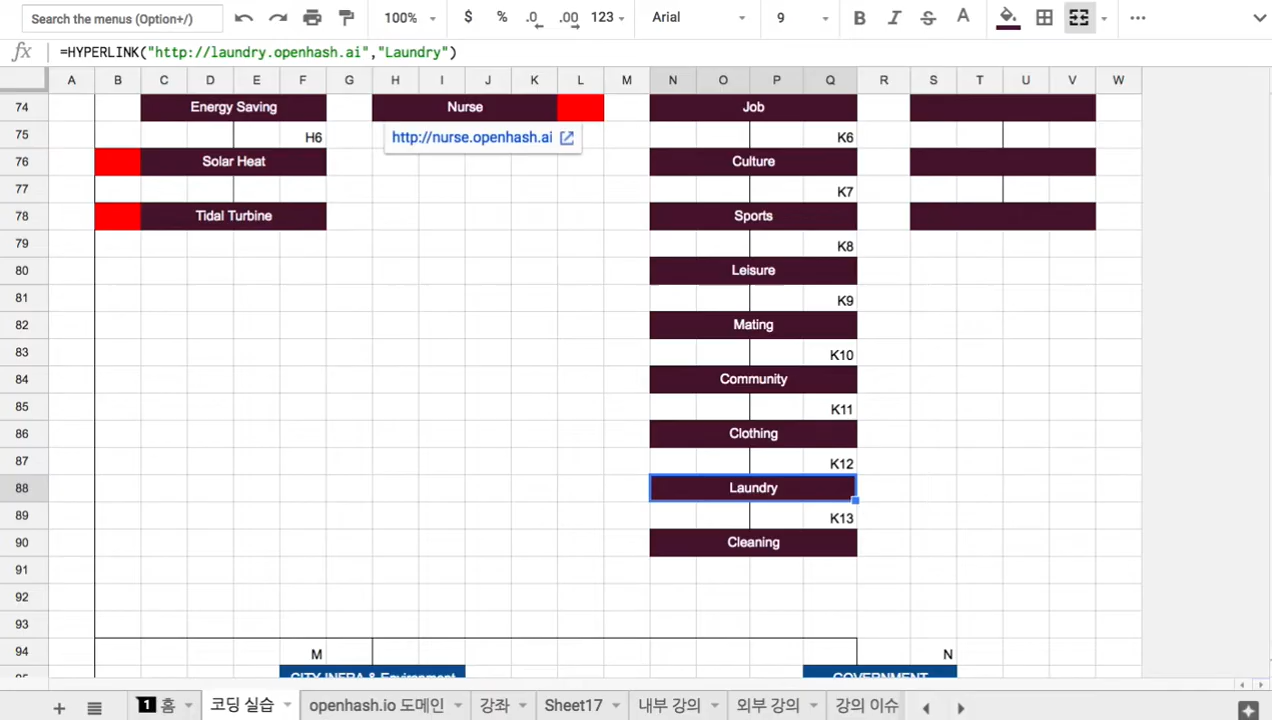 Search the menus (Option+/)
100%
$ % .0 .00 123
Arial
9
B I S A
fx =HYPERLINK("http://laundry.openhash.ai","Laundry")
A B C D E F G H I J K L M N O P Q R S T U V W
74 Energy Saving Nurse Job
75 H6 http://nurse.openhash.ai K6
76 Solar Heat Culture
77 K7
78 Tidal Turbine Sports
79 K8
80 Leisure
81 K9
82 Mating
83 K10
84 Community
85 K11
86 Clothing
87 K12
88 Laundry
89 K13
90 Cleaning
91
92
93
94 M N
CITY INFRA & Environment GOVERNMENT
1 홈 코딩 실습 openhash.io 도메인 강좌 Sheet17 내부 강의 외부 강의 강의 이슈